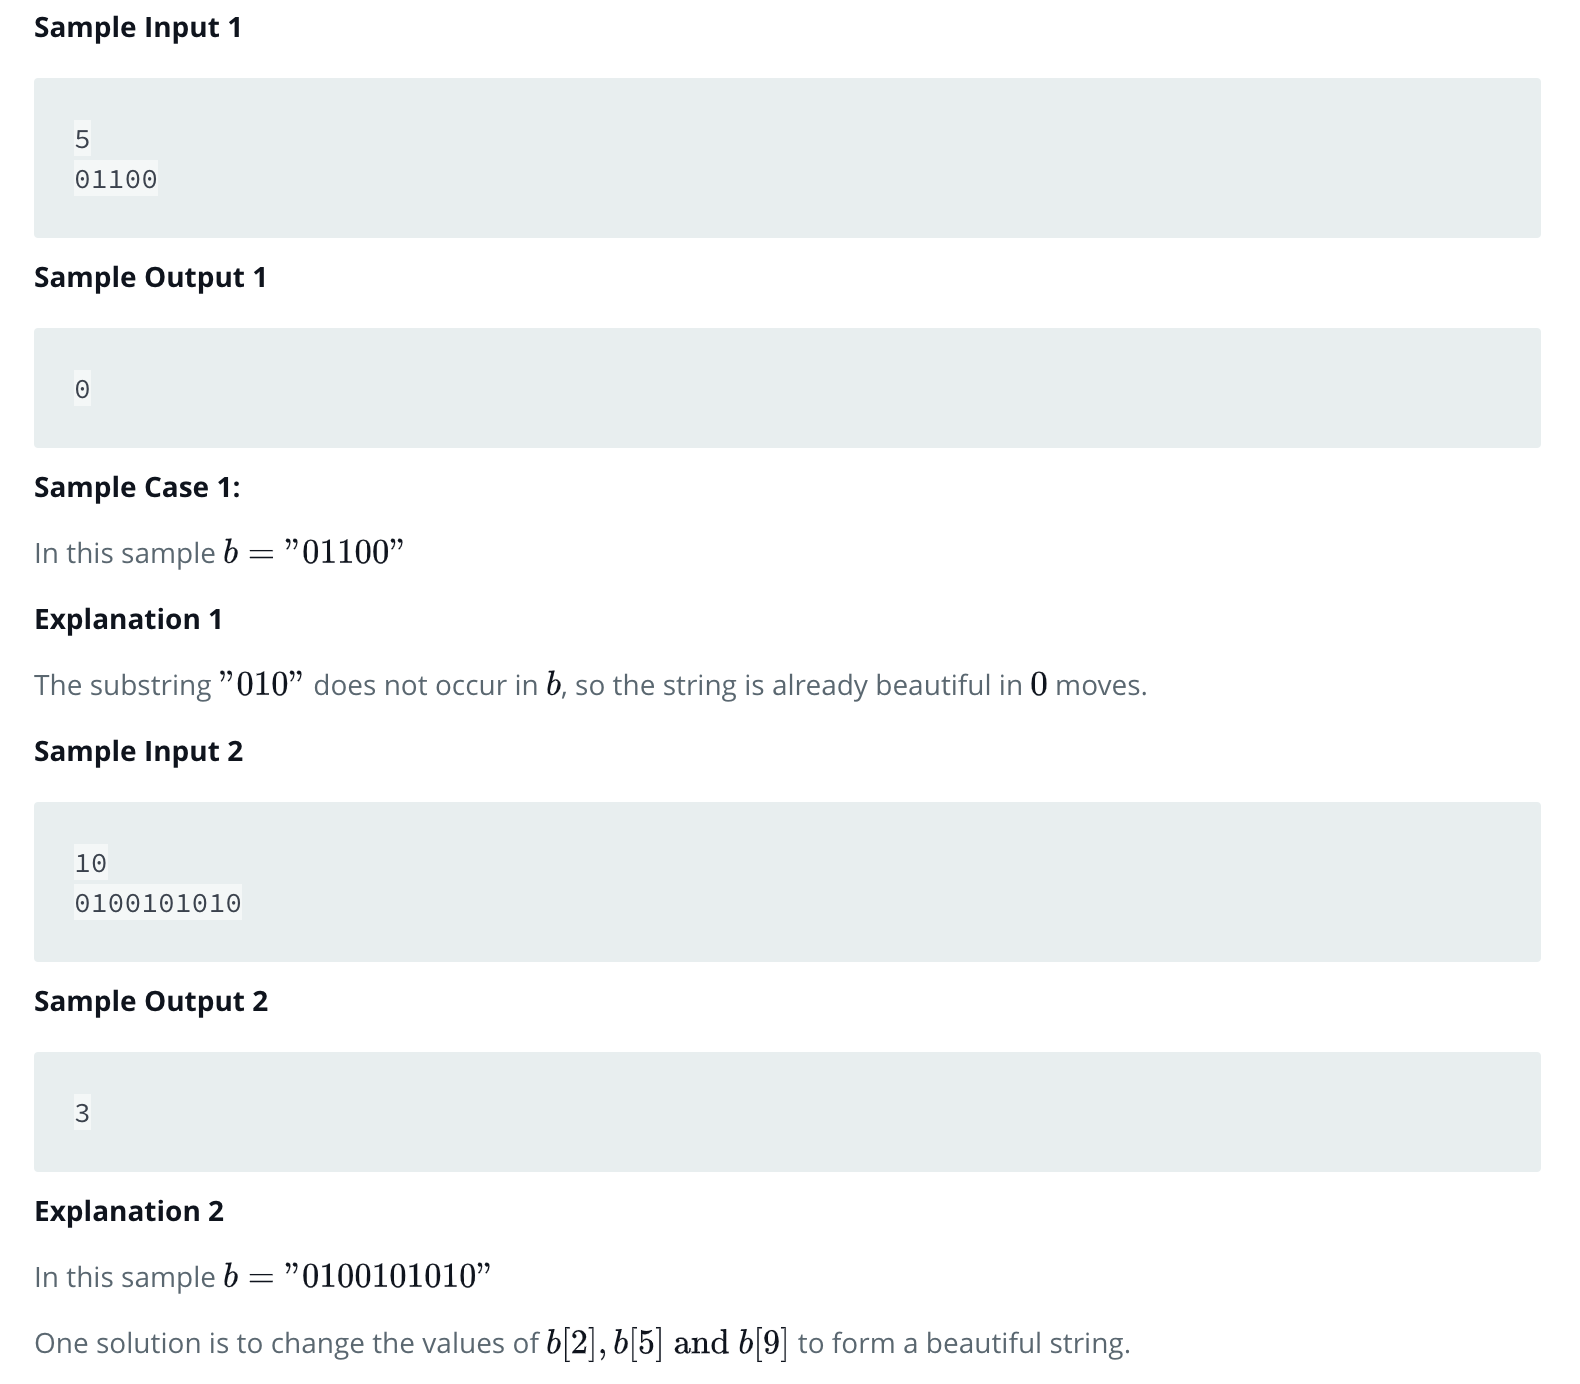 Sample Input 1
5
01100
Sample Output 1
0
Sample Case 1:
In this sample b = ”01100”
Explanation 1
The substring ”010” does not occur in b, so the string is already beautiful in 0 moves.
Sample Input 2
10
0100101010
Sample Output 2
3
Explanation 2
In this sample b = ”0100101010”
One solution is to change the values of b[2], b[5] and b[9] to form a beautiful string.